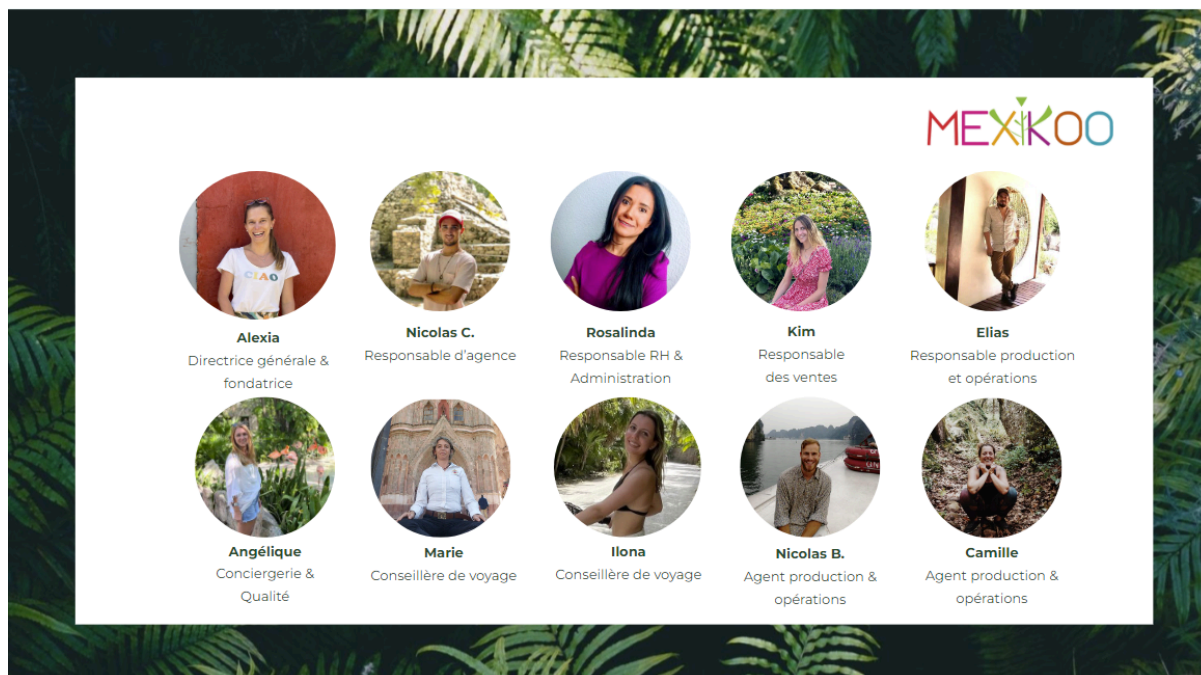 MEXIKOO
CIAO
Alexia
Directrice générale &
fondatrice
Nicolas C.
Responsable d'agence
Rosalinda
Responsable RH &
Administration
Kim
Responsable
des ventes
Elias
Responsable production
et opérations
Angélique
Conciergerie &
Qualité
Marie
Conseillère de voyage
Ilona
Conseillère de voyage
Nicolas B.
Agent production &
opérations
Camille
Agent production &
opérations